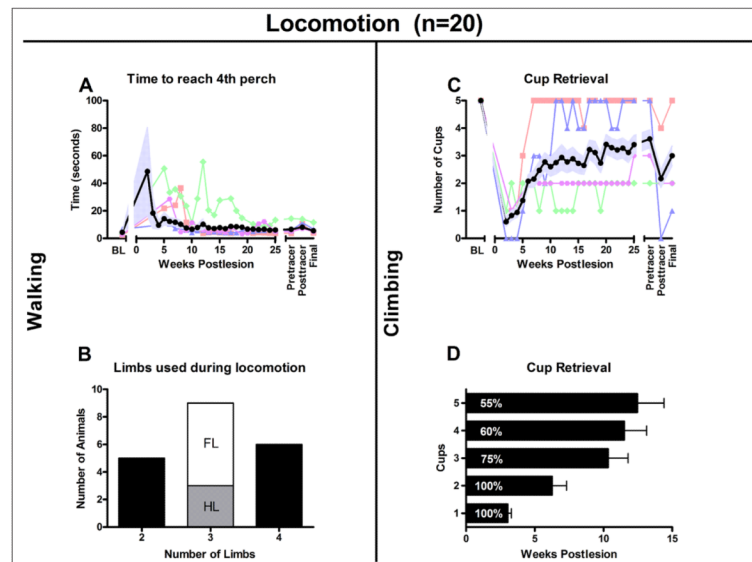 Locomotion (n=20)
Walking
A
Time to reach 4th perch
Time (seconds)
100
80
60
40
20
0
BL
0 5 10 15 20 25
Weeks Postlesion
Pretracer
Posttracer
Final
B
Limbs used during locomotion
Number of Animals
10
8
6
4
2
0
FL
HL
2 3 4
Number of Limbs
Climbing
C
Cup Retrieval
Number of Cups
5
4
3
2
1
0
BL
0 5 10 15 20 25
Weeks Postlesion
Pretracer
Posttracer
Final
D
Cup Retrieval
Cups
5 55%
4 60%
3 75%
2 100%
1 100%
0 5 10 15
Weeks Postlesion